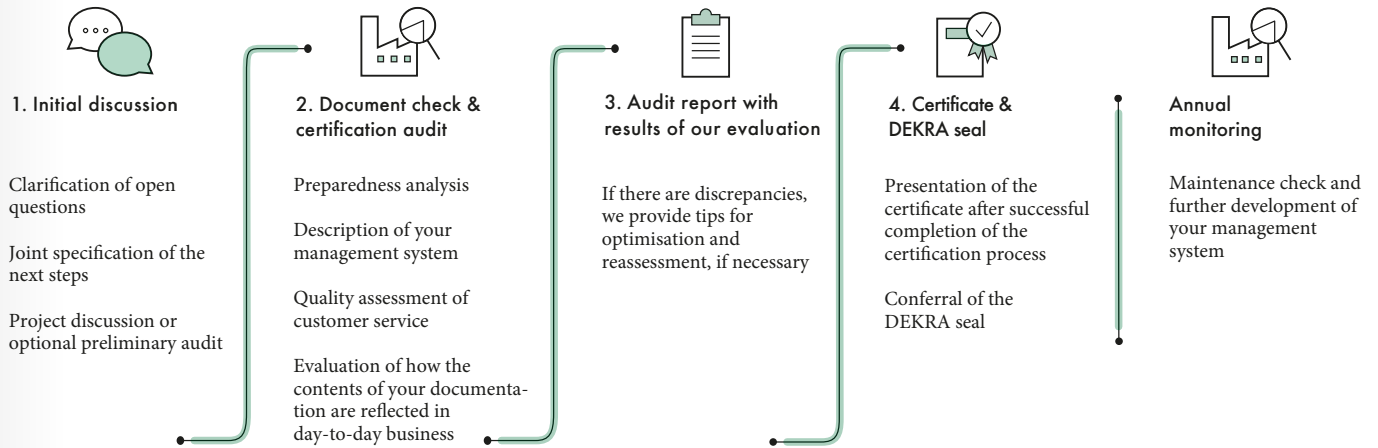 1. Initial discussion
Clarification of open
questions
Joint specification of the
next steps
Project discussion or
optional preliminary audit
2. Document check &
certification audit
Preparedness analysis
Description of your
management system
Quality assessment of
customer service
Evaluation of how the
contents of your documenta-
tion are reflected in
day-to-day business
3. Audit report with
results of our evaluation
If there are discrepancies,
we provide tips for
optimisation and
reassessment, if necessary
4. Certificate &
DEKRA seal
Presentation of the
certificate after successful
completion of the
certification process
Conferral of the
DEKRA seal
Annual
monitoring
Maintenance check and
further development of
your management
system